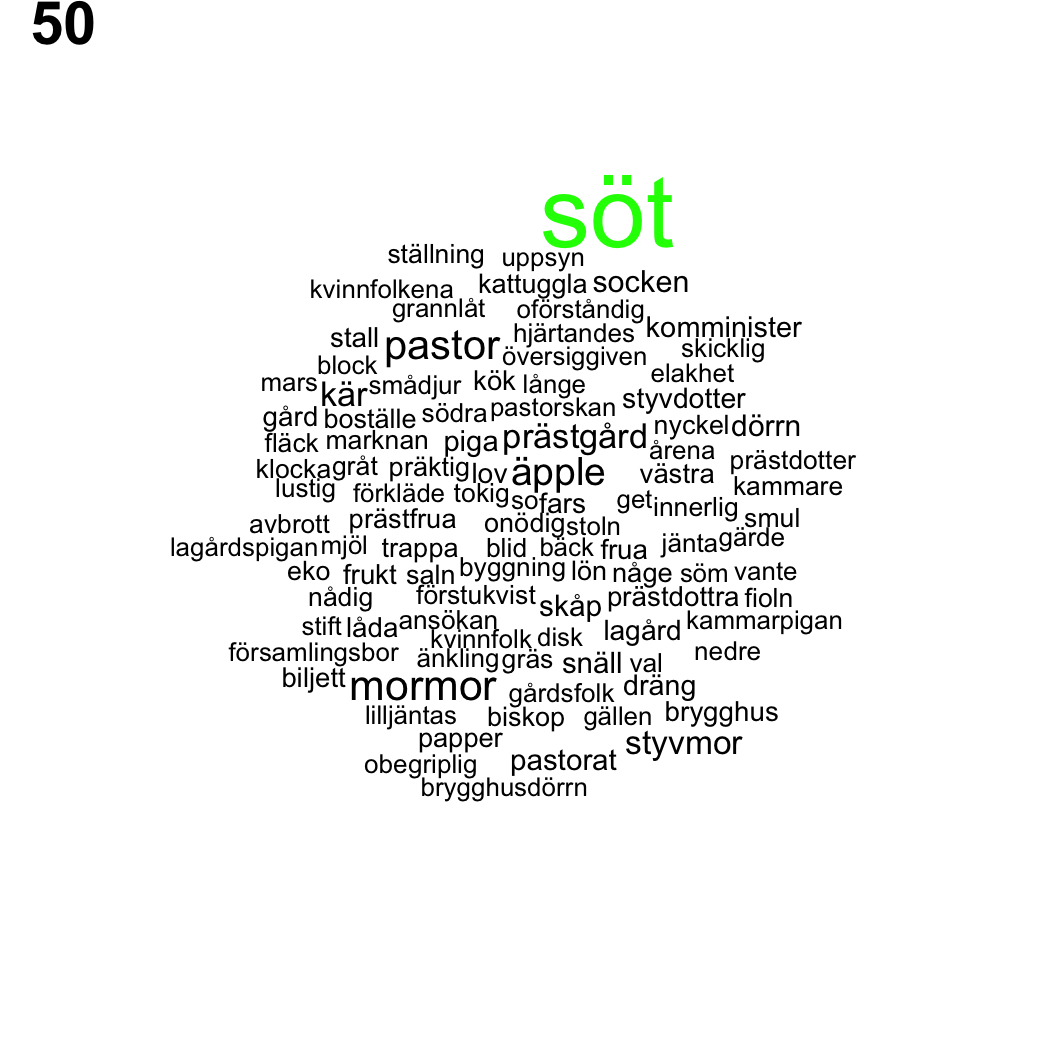 50
söt
ställning uppsyn
kvinnfolkena kattuggla socken
grannlåt oförståndig
stall pastor hjärtandes komminister
block översiggiven skicklig
mars kär smådjur kök långe elakhet
gård boställe södra pastorskan styvdotter
fläck marknan piga prästgård nyckel dörrn
klocka gråt präktig lov äpple årena västra prästdotter
lustig förkläde tokig sofars get innerlig kammare
avbrott prästfrua onödig stoln smul
lagårdspigan mjöl trappa blid bäck frua jänta gärde
eko frukt saln byggning lön någe söm vante
nådig förstukvist skåp prästdottra fioln
stift låda ansökan kvinnfolk disk lagård kammarpigan
församlingsbor änkling gräs snäll val nedre
biljett mormor gårdsfolk dräng
lilljäntas biskop gällen brygghus
papper styvmor
obegriplig pastorat
brygghusdörrn